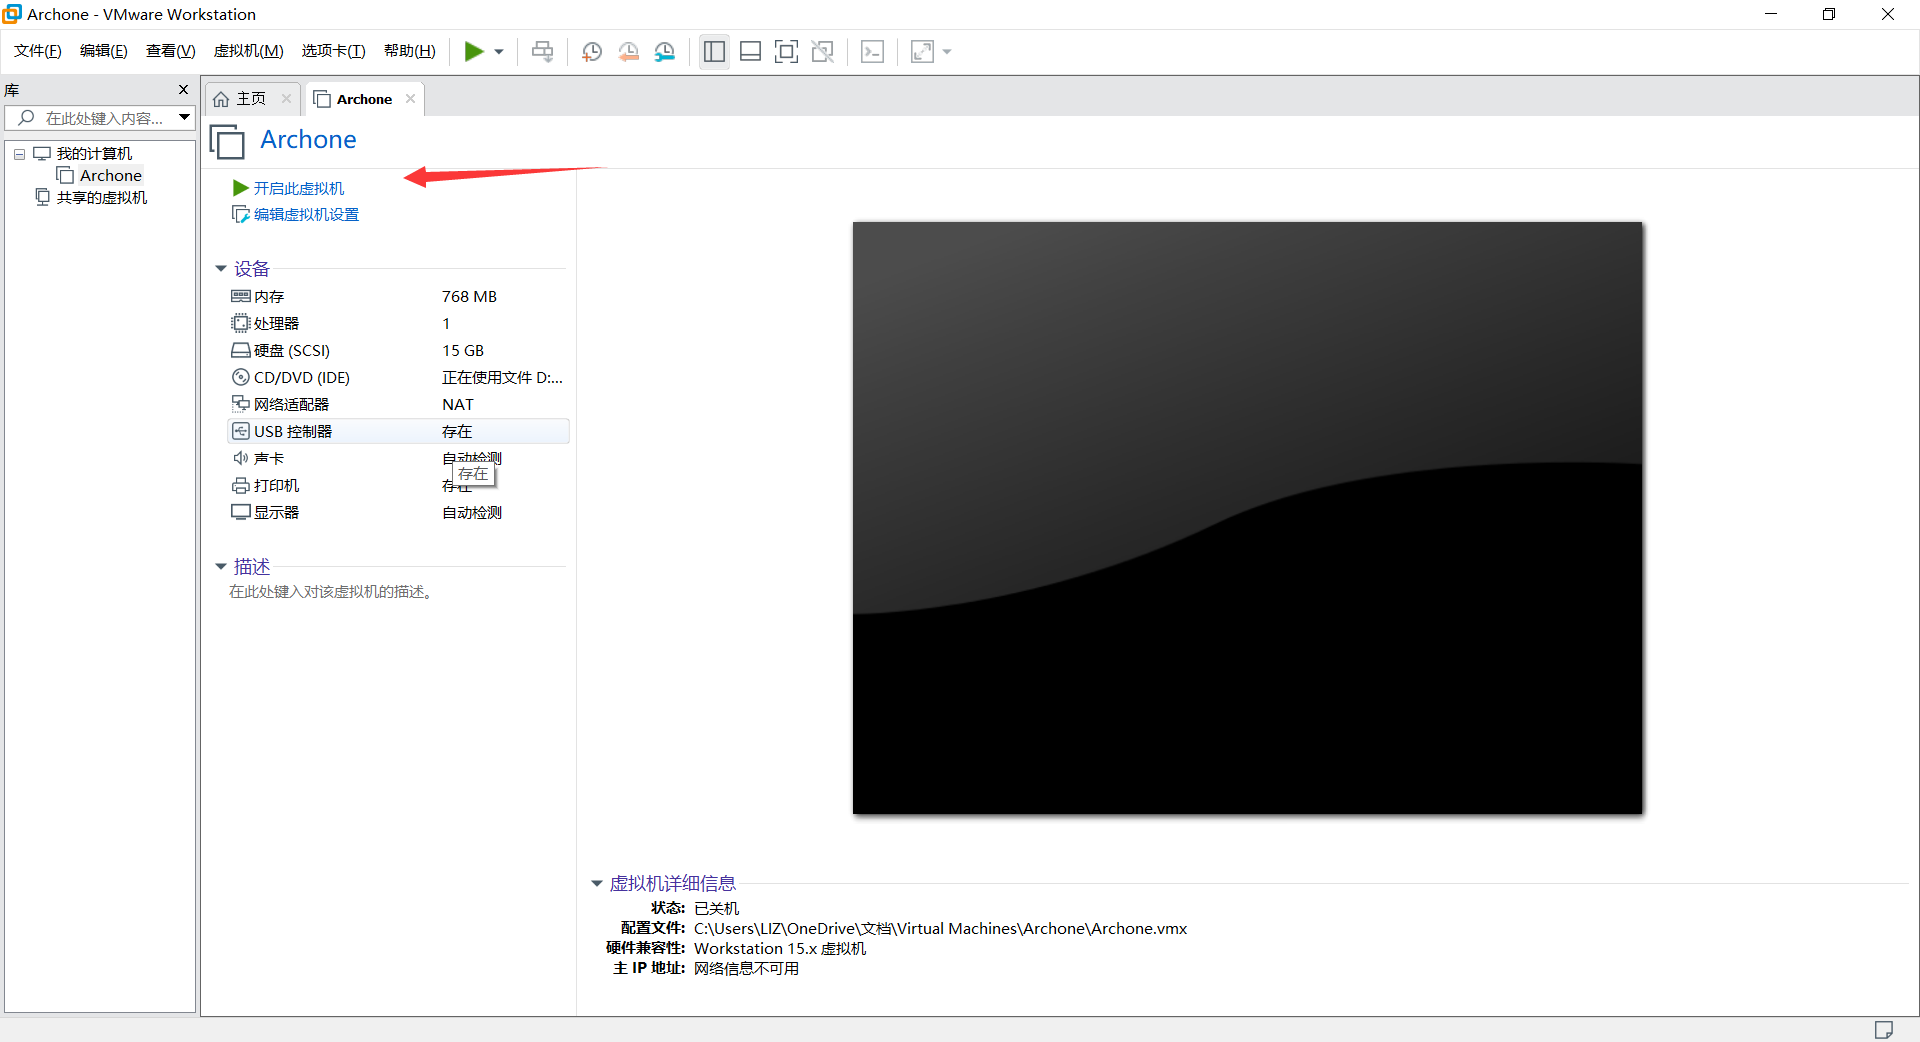 Archone - VMware Workstation
文件(F) 编辑(E) 查看(V) 虚拟机(M) 选项卡(T) 帮助(H)
库
在此处键入内容...
我的计算机
Archone
共享的虚拟机
主页
Archone
Archone
开启此虚拟机
编辑虚拟机设置
设备
内存 768 MB
处理器 1
硬盘 (SCSI) 15 GB
CD/DVD (IDE) 正在使用文件 D:...
网络适配器 NAT
USB 控制器 存在
声卡 自动检测
存在
打印机 存在
显示器 自动检测
描述
在此处键入对该虚拟机的描述。
虚拟机详细信息
状态: 已关机
配置文件: C:\Users\LIZ\OneDrive\文档\Virtual Machines\Archone\Archone.vmx
硬件兼容性: Workstation 15.x 虚拟机
主 IP 地址: 网络信息不可用